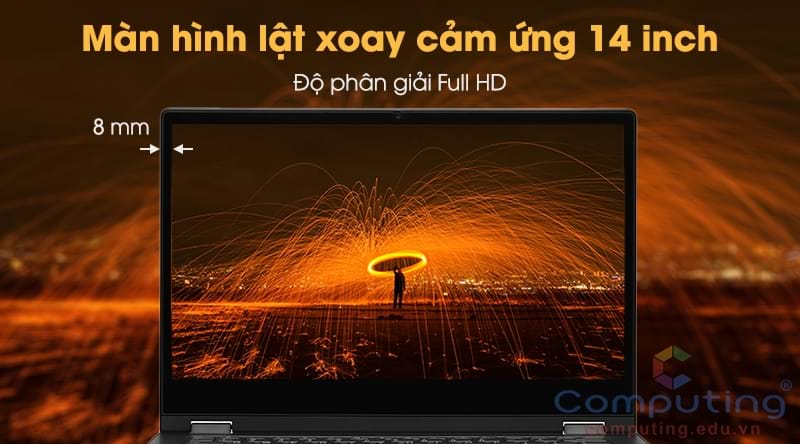 Màn hình lật xoay cảm ứng 14 inch
Độ phân giải Full HD
8 mm
Computing®
computing.edu.vn